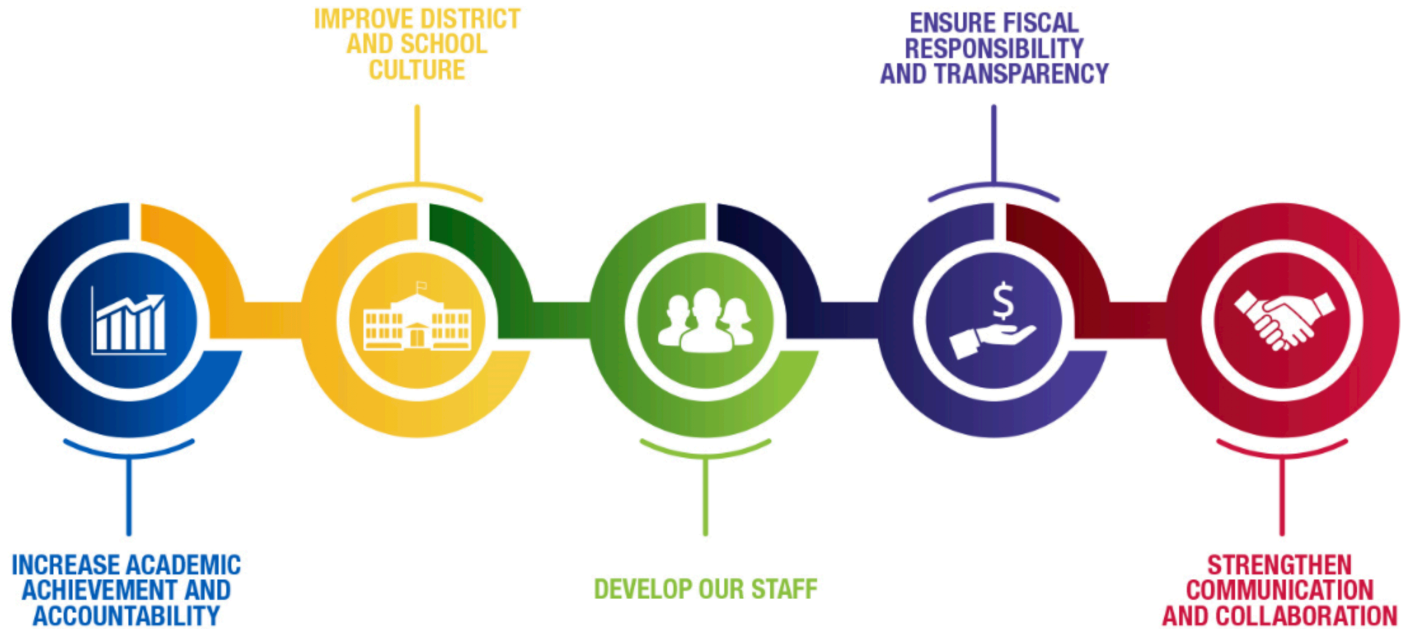 IMPROVE DISTRICT
AND SCHOOL
CULTURE
ENSURE FISCAL
RESPONSIBILITY
AND TRANSPARENCY
$
INCREASE ACADEMIC
ACHIEVEMENT AND
ACCOUNTABILITY
DEVELOP OUR STAFF
STRENGTHEN
COMMUNICATION
AND COLLABORATION